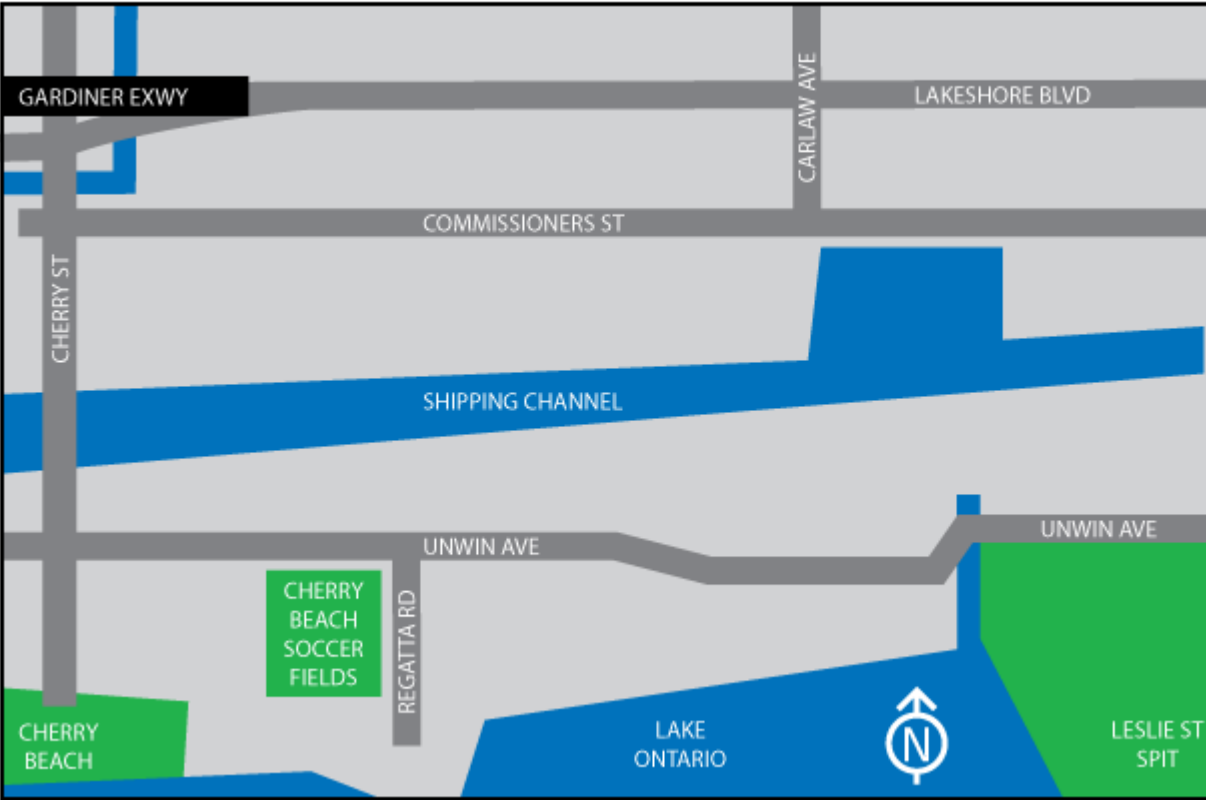 GARDINER EXWY
CARLAW AVE
LAKESHORE BLVD
COMMISSIONERS ST
CHERRY ST
SHIPPING CHANNEL
UNWIN AVE
UNWIN AVE
CHERRY
BEACH
SOCCER
FIELDS
REGATTA RD
CHERRY
BEACH
LAKE
ONTARIO
N
LESLIE ST
SPIT